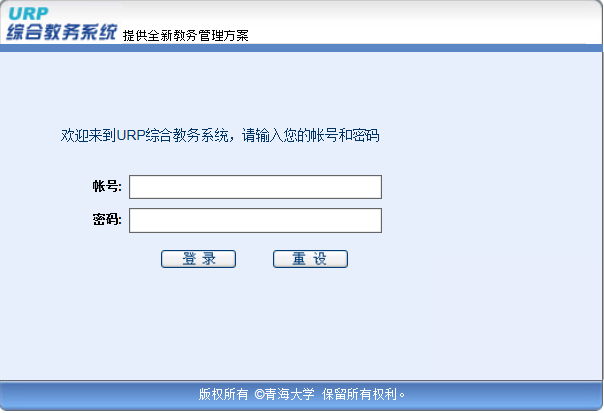 URP
综合教务系统 提供全新教务管理方案
欢迎来到URP综合教务系统，请输入您的帐号和密码
帐号:
密码:
登 录 重 设
版权所有 ©青海大学 保留所有权利。